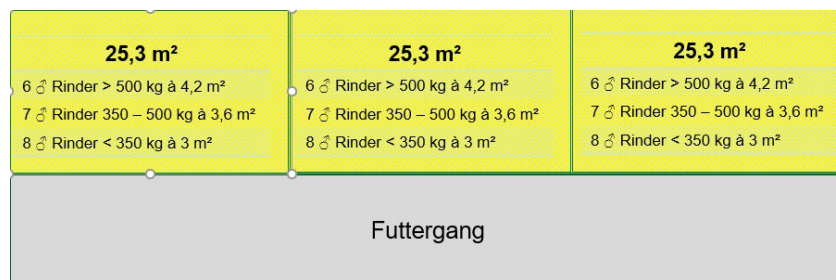 25,3 m²
6 ♂ Rinder > 500 kg à 4,2 m²
7 ♂ Rinder 350 – 500 kg à 3,6 m²
8 ♂ Rinder < 350 kg à 3 m²
25,3 m²
6 ♂ Rinder > 500 kg à 4,2 m²
7 ♂ Rinder 350 – 500 kg à 3,6 m²
8 ♂ Rinder < 350 kg à 3 m²
25,3 m²
6 ♂ Rinder > 500 kg à 4,2 m²
7 ♂ Rinder 350 – 500 kg à 3,6 m²
8 ♂ Rinder < 350 kg à 3 m²
Futtergang